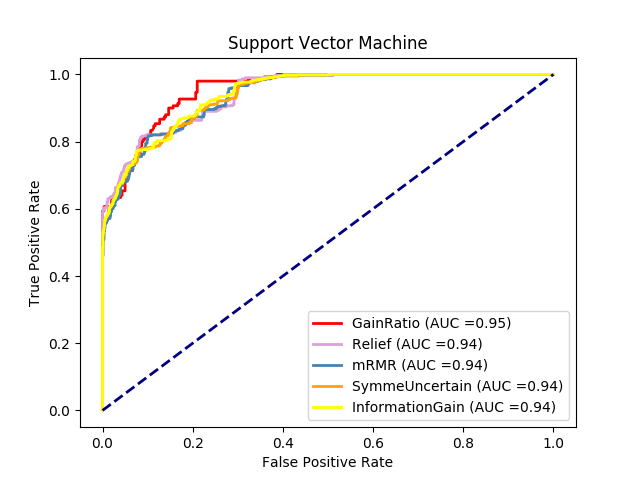 Support Vector Machine
True Positive Rate
1.0
0.8
0.6
0.4
0.2
0.0
GainRatio (AUC =0.95)
Relief (AUC =0.94)
mRMR (AUC =0.94)
SymmeUncertain (AUC =0.94)
InformationGain (AUC =0.94)
0.0 0.2 0.4 0.6 0.8 1.0
False Positive Rate